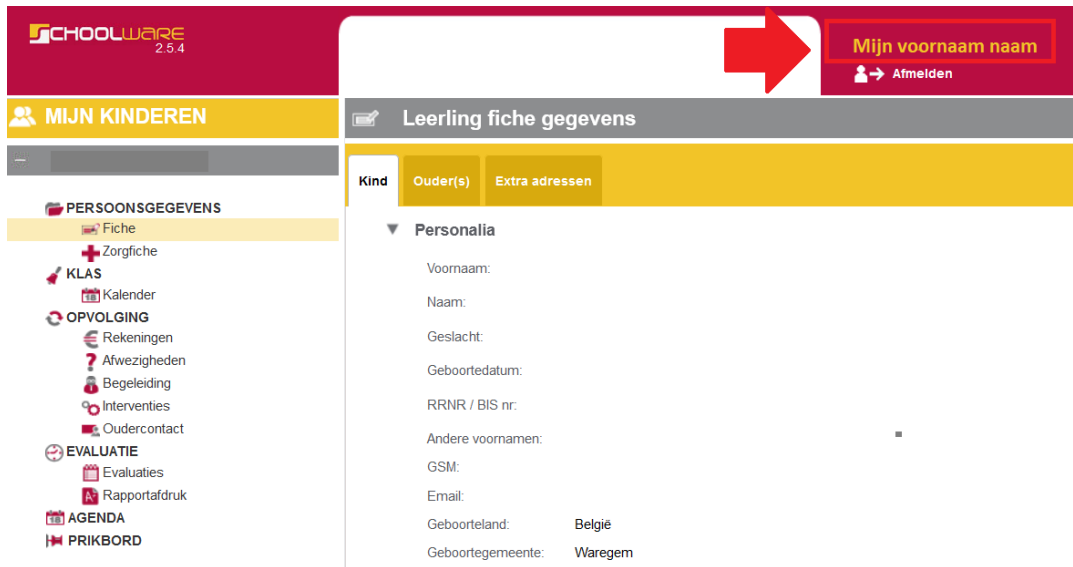 SCHOOLWARE
2.5.4
Mijn voornaam naam
Afmelden
MIJN KINDEREN
Leerling fiche gegevens
Kind
Ouder(s)
Extra adressen
PERSOONSGEGEVENS
Fiche
Zorgfiche
KLAS
18
Kalender
OPVOLGING
Rekeningen
Afwezigheden
Begeleiding
Interventies
Oudercontact
EVALUATIE
Evaluaties
A+
Rapportafdruk
18
AGENDA
PRIKBORD
Personalia
Voornaam:
Naam:
Geslacht:
Geboortedatum:
RRNR / BIS nr:
Andere voornamen:
GSM:
Email:
Geboorteland: België
Geboortegemeente: Waregem